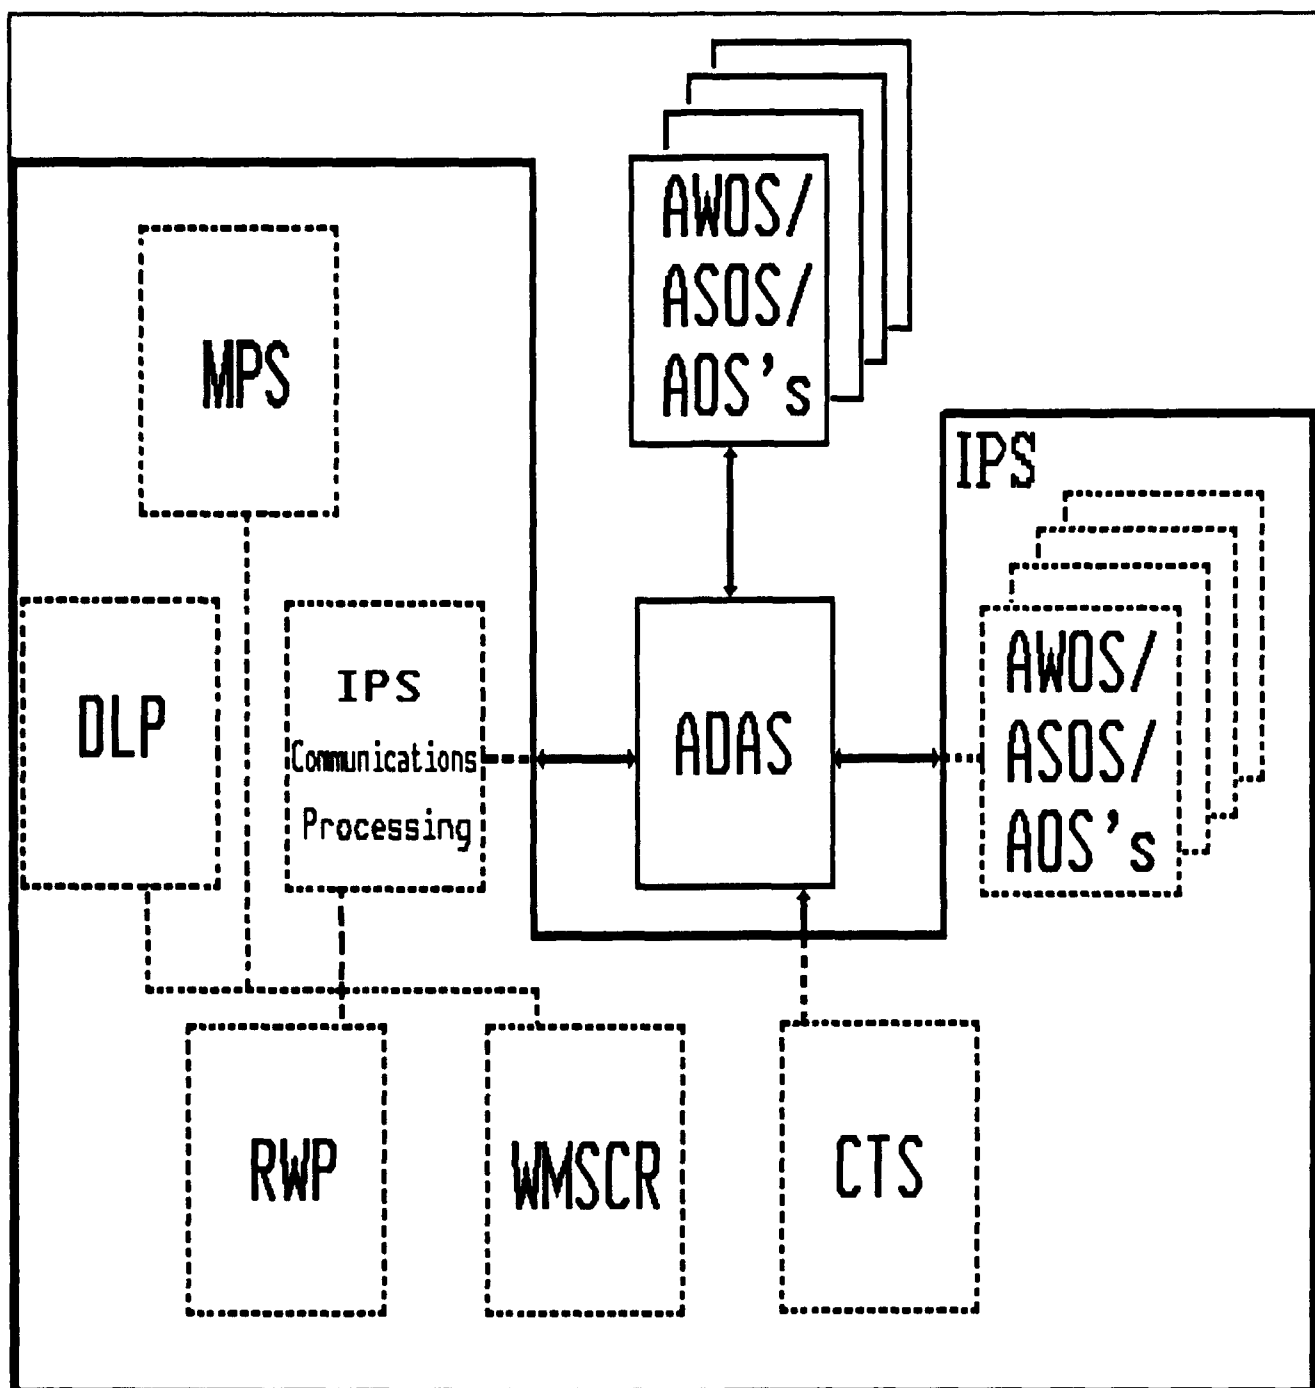 AWOS/
ASOS/
AOS's
MPS
IPS
AWOS/
ASOS/
AOS's
DLP
IPS
Communications
Processing
ADAS
RWP
WMSCR
CTS